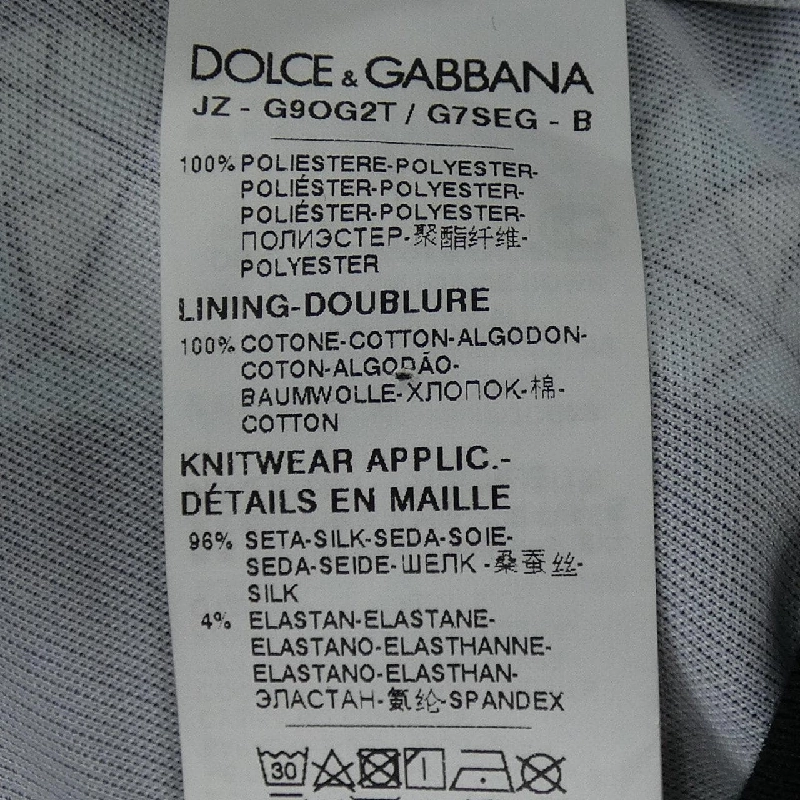 DOLCE & GABBANA
JZ - G9OG2T / G7SEG - B
100% POLIESTERE-POLYESTER-
POLIÉSTER-POLYESTER-
POLIÉSTER-POLYESTER-
ПОЛИЭСТЕР-聚酯纤维-
POLYESTER
LINING-DOUBLURE
100% COTONE-COTTON-ALGODON-
COTON-ALGODÃO-
BAUMWOLLE-ХЛОПОК-棉-
COTTON
KNITWEAR APPLIC.-
DÉTAILS EN MAILLE
96% SETA-SILK-SEDA-SOIE-
SEDA-SEIDE-ШЕЛК -桑蚕丝-
SILK
4% ELASTAN-ELASTANE-
ELASTANO-ELASTHANNE-
ELASTANO-ELASTHAN-
ЭЛАСТАН-氨纶-SPANDEX
30